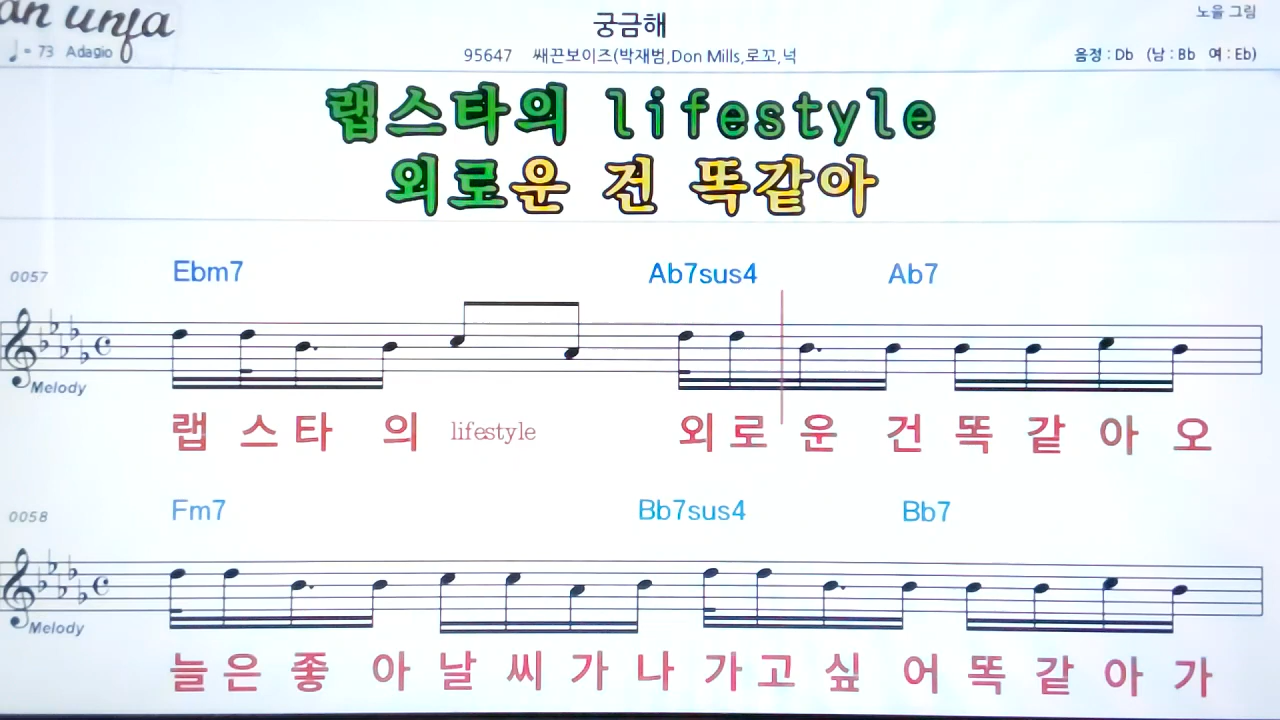 궁금해
노을 그림
♩= 73 Adagio
95647 쌔끈보이즈(박재범,Don Mills,로꼬,넉
음정 : Db (남 : Bb 여 : Eb)
랩스타의 lifestyle
외로운 건 똑같아
0057 Ebm7 Ab7sus4 Ab7
Melody
랩 스 타 의 lifestyle 외 로 운 건 똑 같 아 오
0058 Fm7 Bb7sus4 Bb7
Melody
늘 은 좋 아 날 씨 가 나 가 고 싶 어 똑 같 아 가